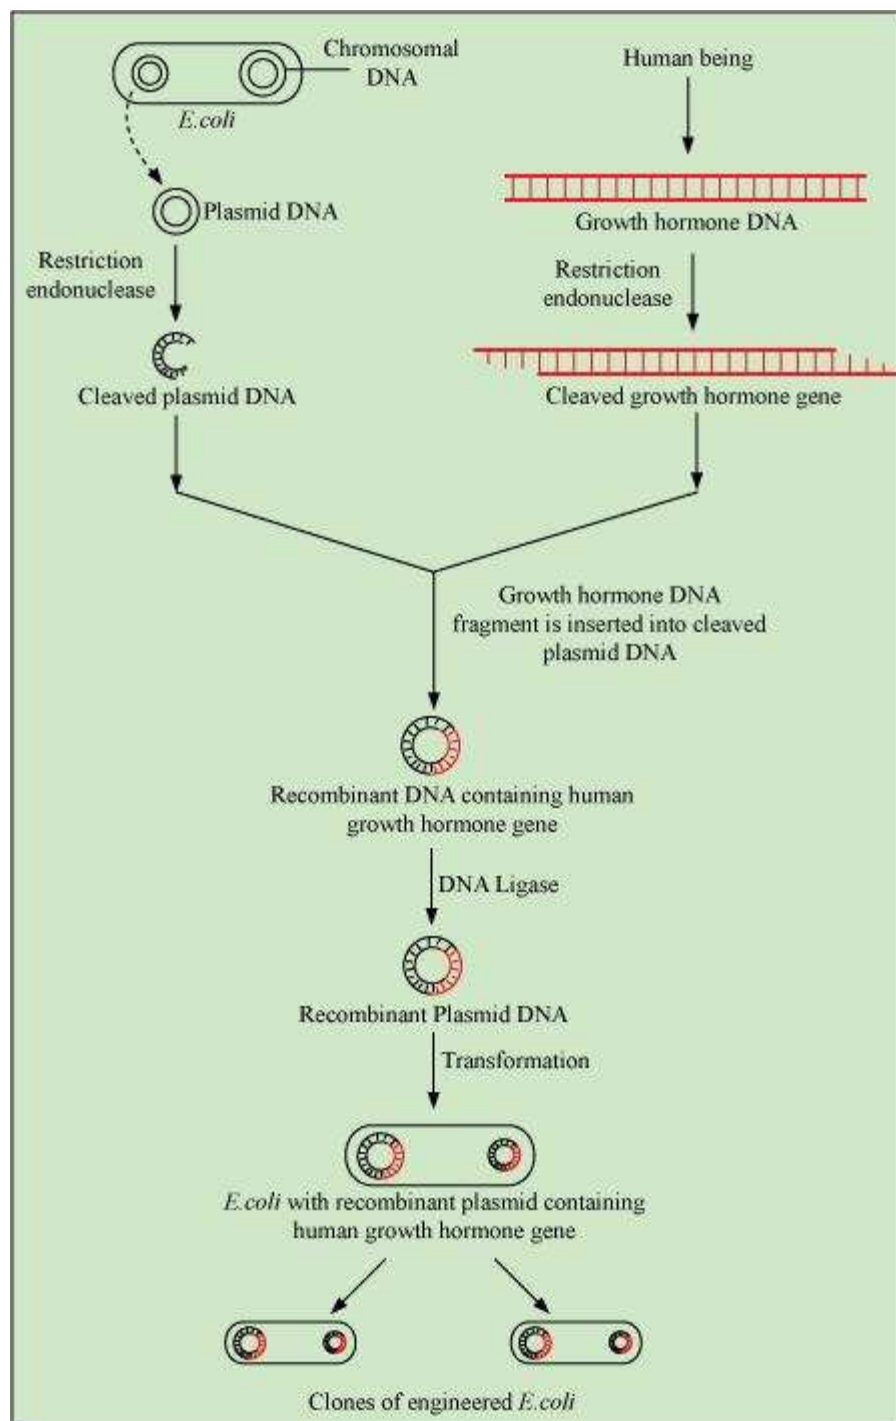 Chromosomal
DNA
E.coli
Human being
Plasmid DNA
Growth hormone DNA
Restriction
endonuclease
Restriction
endonuclease
Cleaved plasmid DNA
Cleaved growth hormone gene
Growth hormone DNA
fragment is inserted into cleaved
plasmid DNA
Recombinant DNA containing human
growth hormone gene
DNA Ligase
Recombinant Plasmid DNA
Transformation
E.coli with recombinant plasmid containing
human growth hormone gene
Clones of engineered E.coli